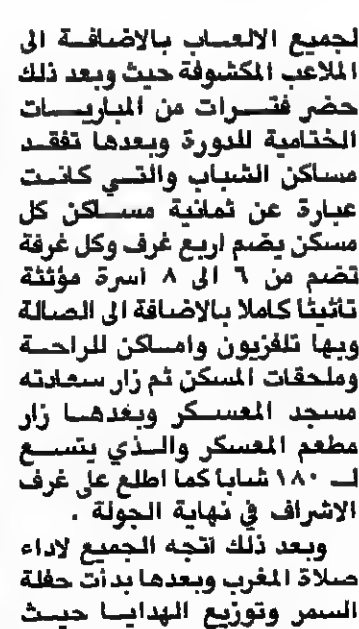 لجميع الالعاب بالاضافة الى
الملاعب المكشوفة حيث وبعد ذلك
حضر فترات من المباريات
الختامية للدورة وبعدها تفقد
مساكن الشباب والتي كانت
عبارة عن ثمانية مساكن كل
مسكن يضم اربع غرف وكل غرفة
تضم من ٦ الى ٨ اسرة مؤثثة
تاثيثا كاملا بالاضافة الى الصالة
وبها تلفزيون واماكن للراحة
وملحقات المسكن ثم زار سعادته
مسجد المعسكر وبعدها زار
مطعم المعسكر والذي يتسع
لـ ١٨٠ شابا كما اطلع على غرف
الاشراف في نهاية الجولة .
وبعد ذلك اتجه الجميع لاداء
صلاة المغرب وبعدها بدأت حفلة
السمر وتوزيع الهدايا حيث